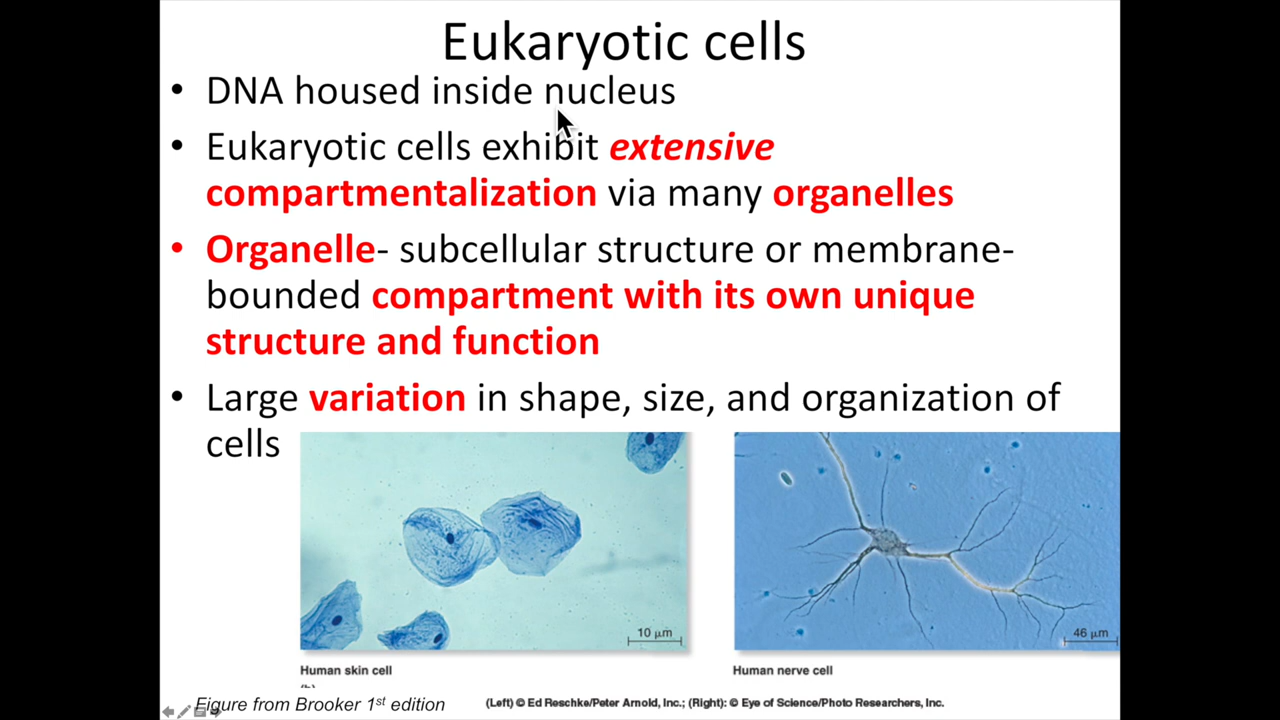 Eukaryotic cells
• DNA housed inside nucleus
• Eukaryotic cells exhibit extensive
compartmentalization via many organelles
• Organelle- subcellular structure or membrane-
bounded compartment with its own unique
structure and function
• Large variation in shape, size, and organization of
cells
10 µm
46 µm
Human skin cell
Human nerve cell
Figure from Brooker 1st edition
(Left) © Ed Reschke/Peter Arnold, Inc.; (Right): © Eye of Science/Photo Researchers, Inc.